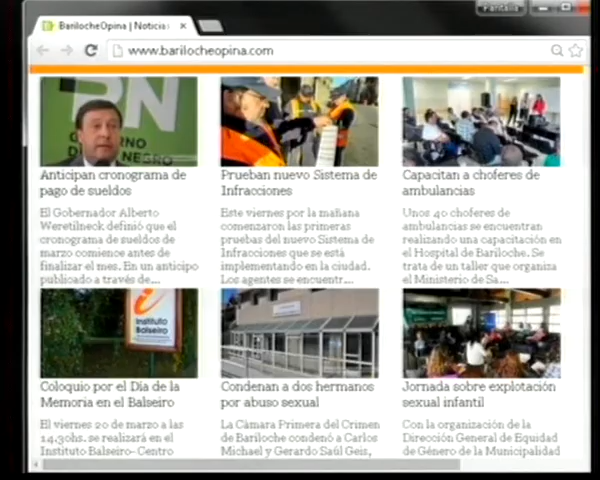 Pantalla
BarilocheOpina | Noticias
www.barilocheopina.com
RN
GOBIERNO
DE RIO NEGRO
Anticipan cronograma de
pago de sueldos
El Gobernador Alberto
Weretilneck definió que el
cronograma de sueldos de
marzo comience antes de
finalizar el mes. En un anticipo
publicado a través de...
Prueban nuevo Sistema de
Infracciones
Este viernes por la mañana
comenzaron las primeras
pruebas del nuevo Sistema de
Infracciones que se está
implementando en la ciudad.
Los agentes se encuentr...
Capacitan a choferes de
ambulancias
Unos 40 choferes de
ambulancias se encuentran
realizando una capacitación en
el Hospital de Bariloche. Se
trata de un taller que organiza
el Ministerio de Sa...
Instituto
Balseiro
Coloquio por el Día de la
Memoria en el Balseiro
El viernes 20 de marzo a las
14,30hs. se realizará en el
Instituto Balseiro- Centro
Condenan a dos hermanos
por abuso sexual
La Cámara Primera del Crimen
de Bariloche condenó a Carlos
Michael y Gerardo Saúl Geis,
Jornada sobre explotación
sexual infantil
Con la organización de la
Dirección General de Equidad
de Género de la Municipalidad